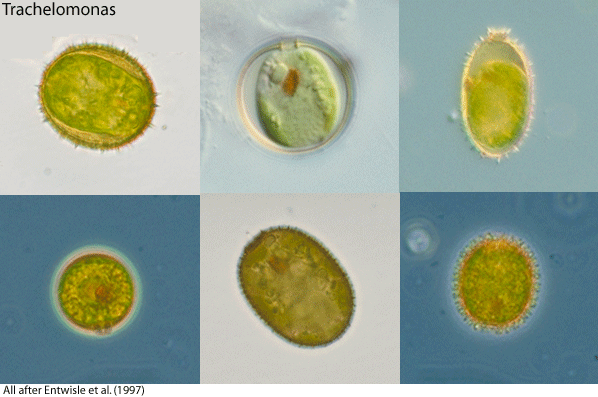 Trachelomonas
All after Entwisle et al. (1997)